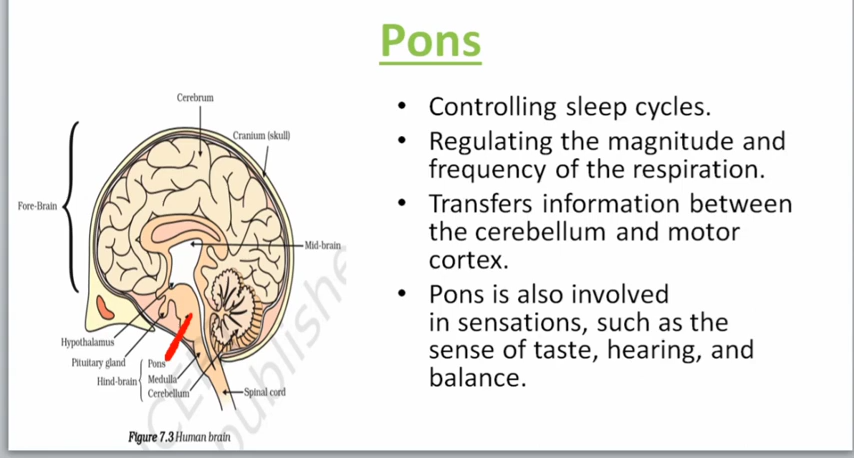 Pons
Cerebrum
Cranium (skull)
Fore-Brain
Mid-brain
Hypothalamus
Pituitary gland
Hind-brain
Pons
Medulla
Cerebellum
Spinal cord
Figure 7.3 Human brain
• Controlling sleep cycles.
• Regulating the magnitude and
frequency of the respiration.
• Transfers information between
the cerebellum and motor
cortex.
• Pons is also involved
in sensations, such as the
sense of taste, hearing, and
balance.